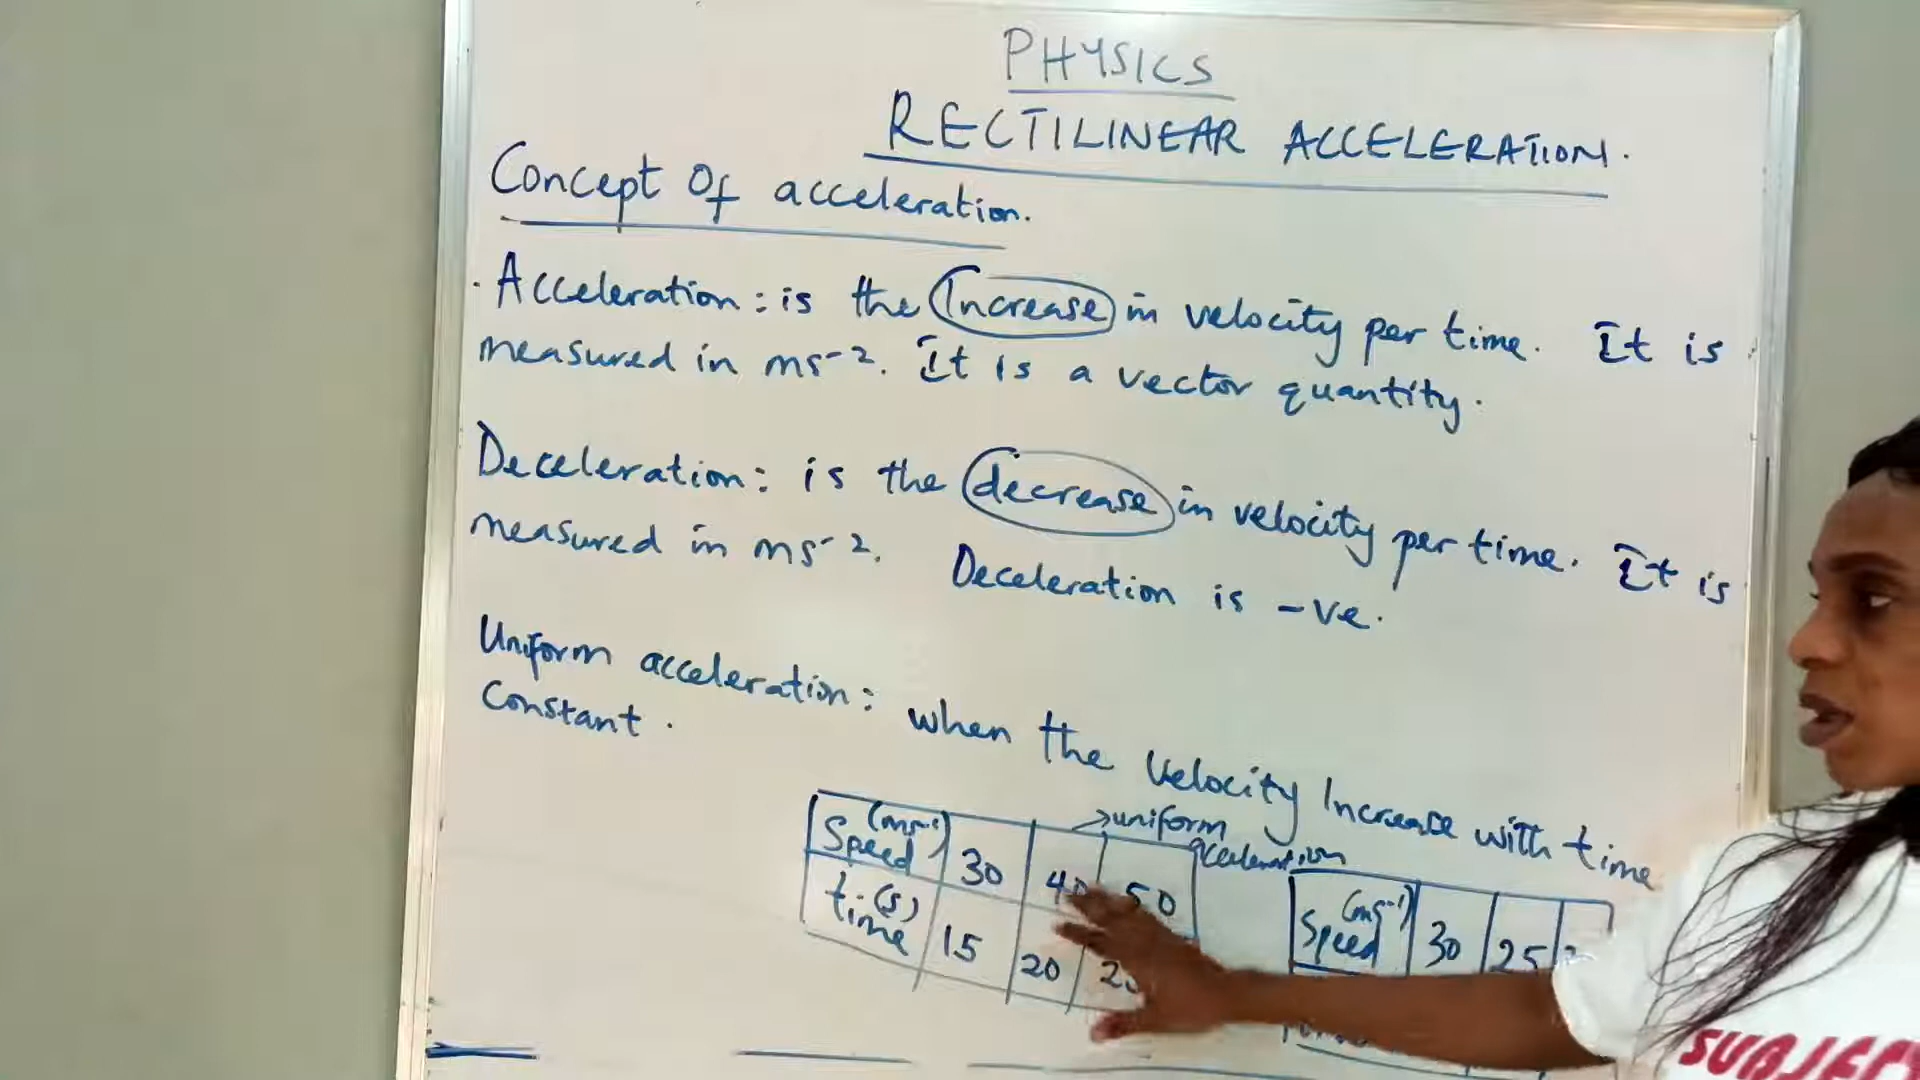 PHYSICS
RECTILINEAR ACCELERATION.
Concept Of acceleration.
Acceleration: is the Increase in velocity per time. It is
measured in ms⁻². It is a vector quantity.
Deceleration: is the decrease in velocity per time. It is
measured in ms⁻². Deceleration is -ve.
Uniform acceleration: when the velocity Increase with time
Constant.
→uniform
acceleration
Speed (ms⁻¹) 30 40 50
time (s) 15 20
Speed (ms⁻¹) 30 25
SUBJEC